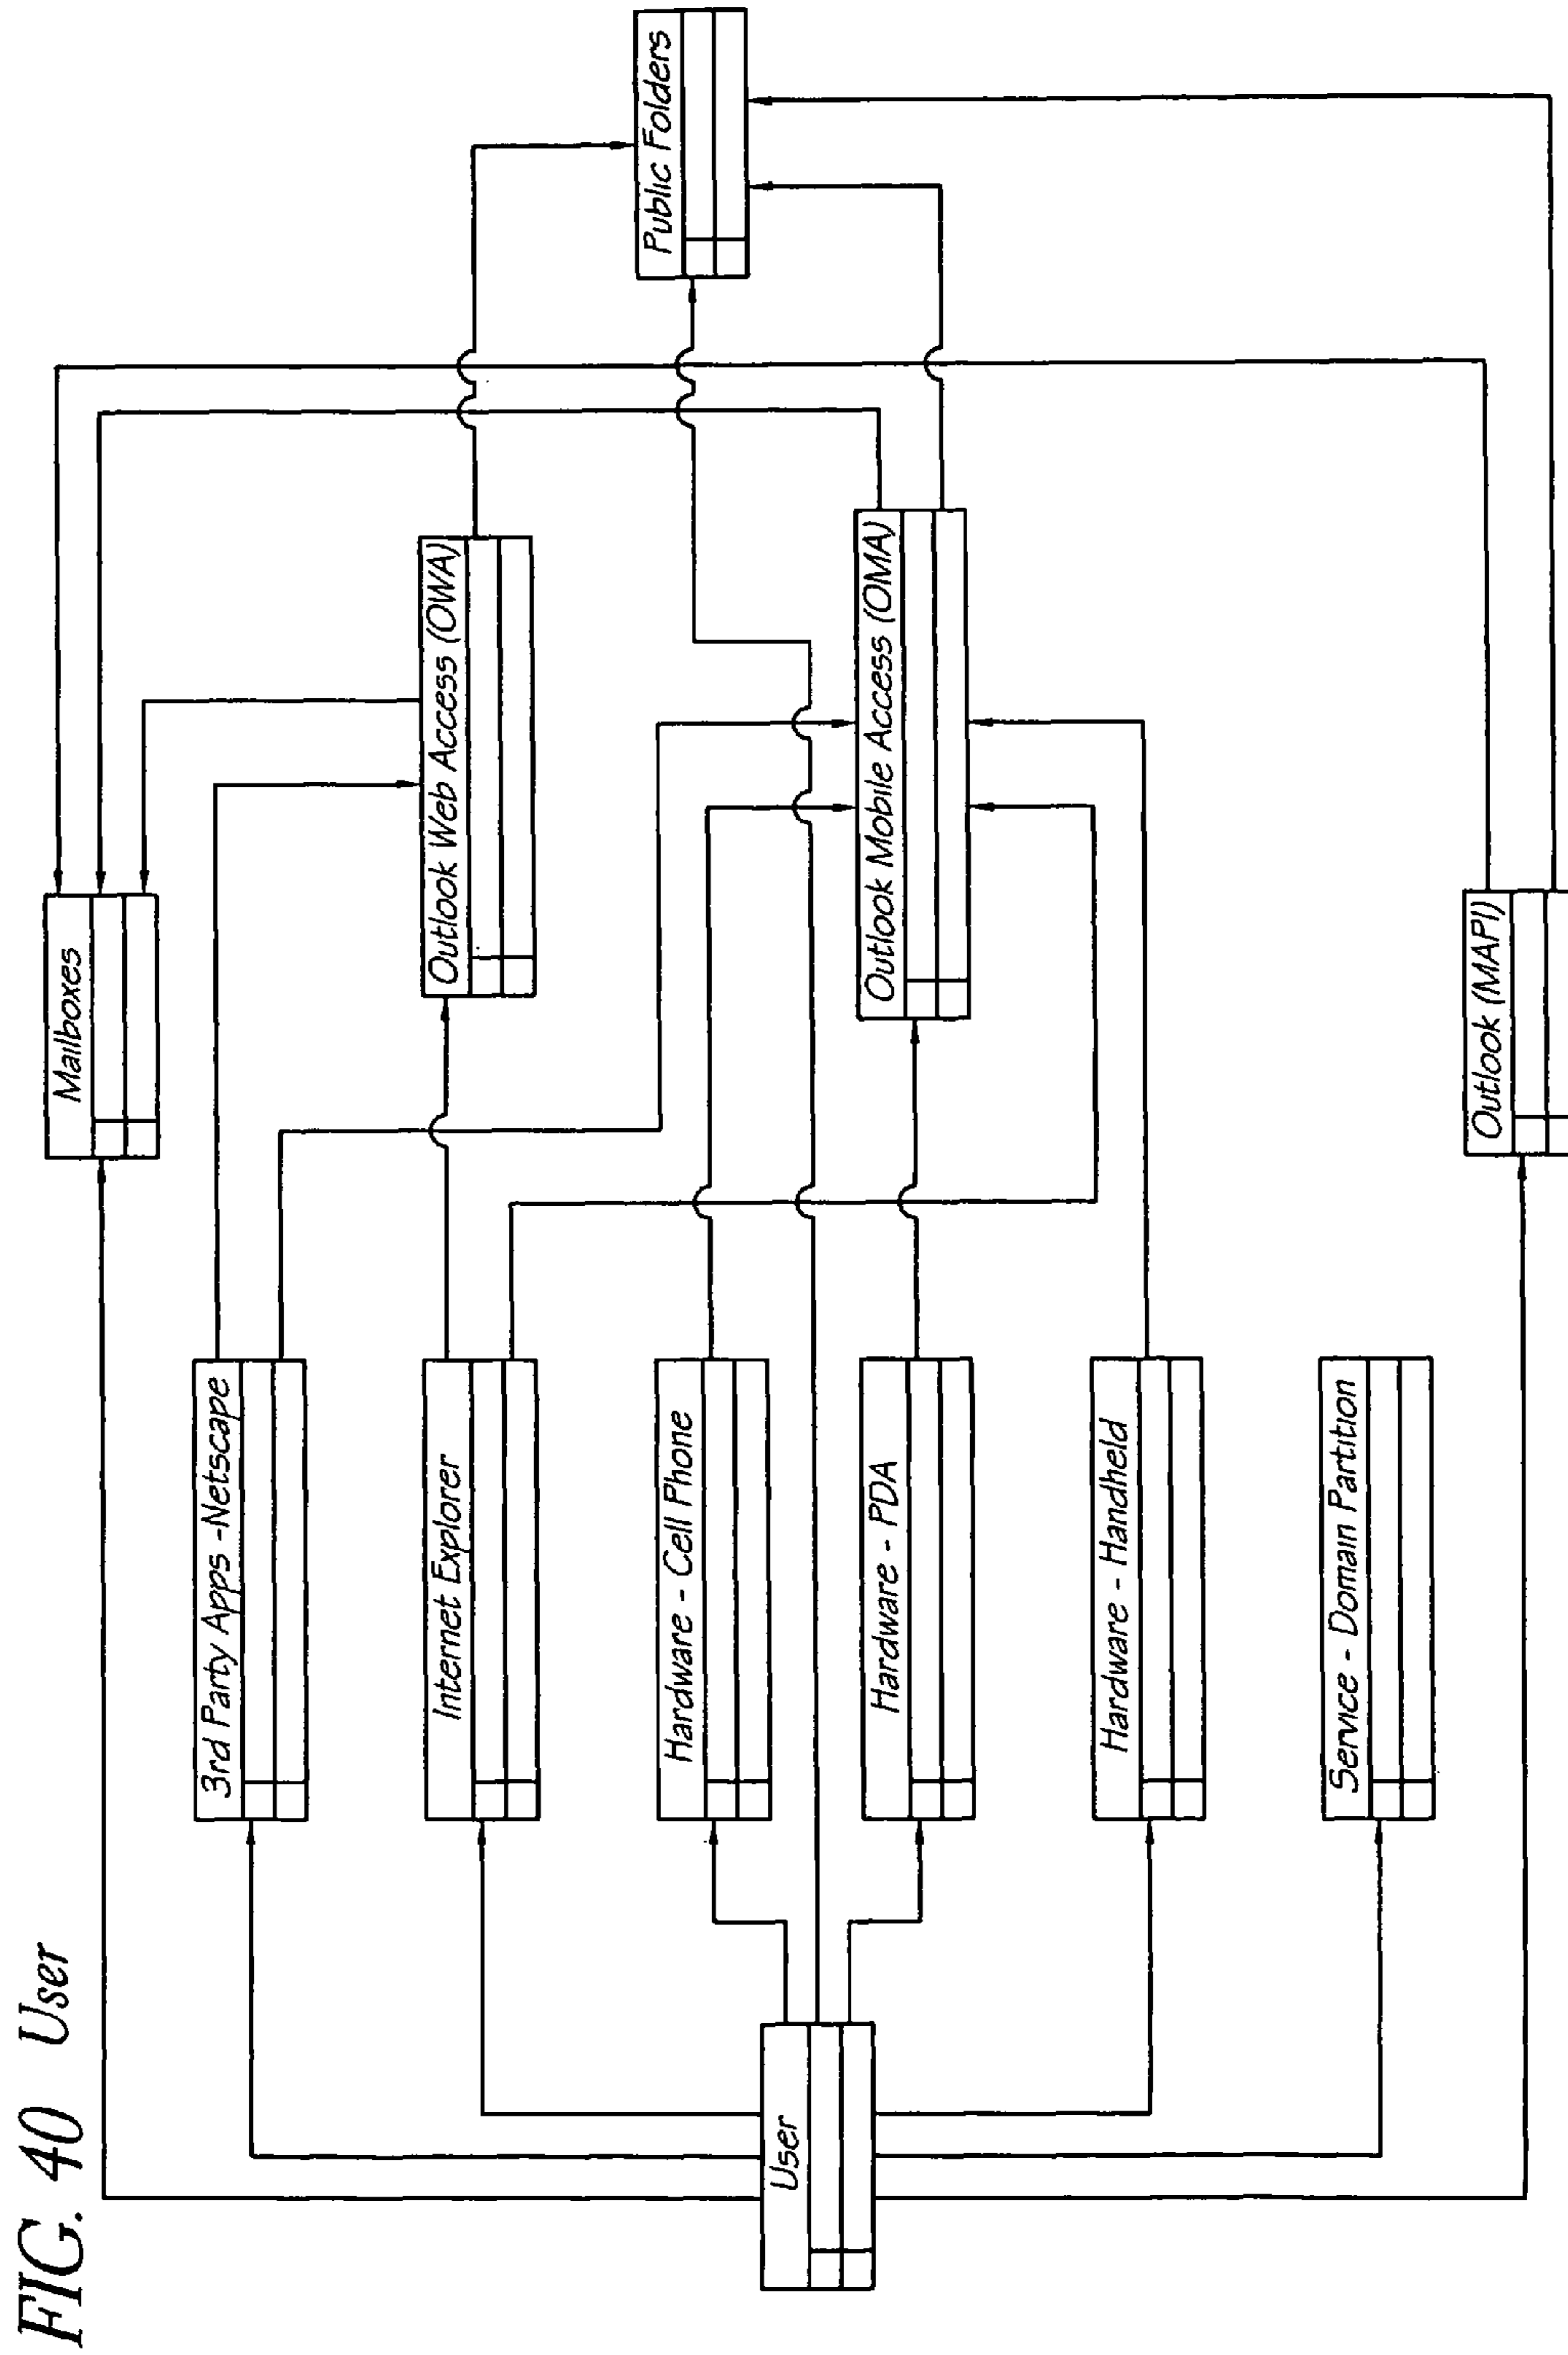 FIG. 40 User
Mailboxes
3rd Party Apps -Netscape
Outlook Web Access (OWA)
Internet Explorer
Public Folders
Hardware - Cell Phone
User
Hardware - PDA
Outlook Mobile Access (OMA)
Hardware - Handheld
Service - Domain Partition
Outlook (MAPI)